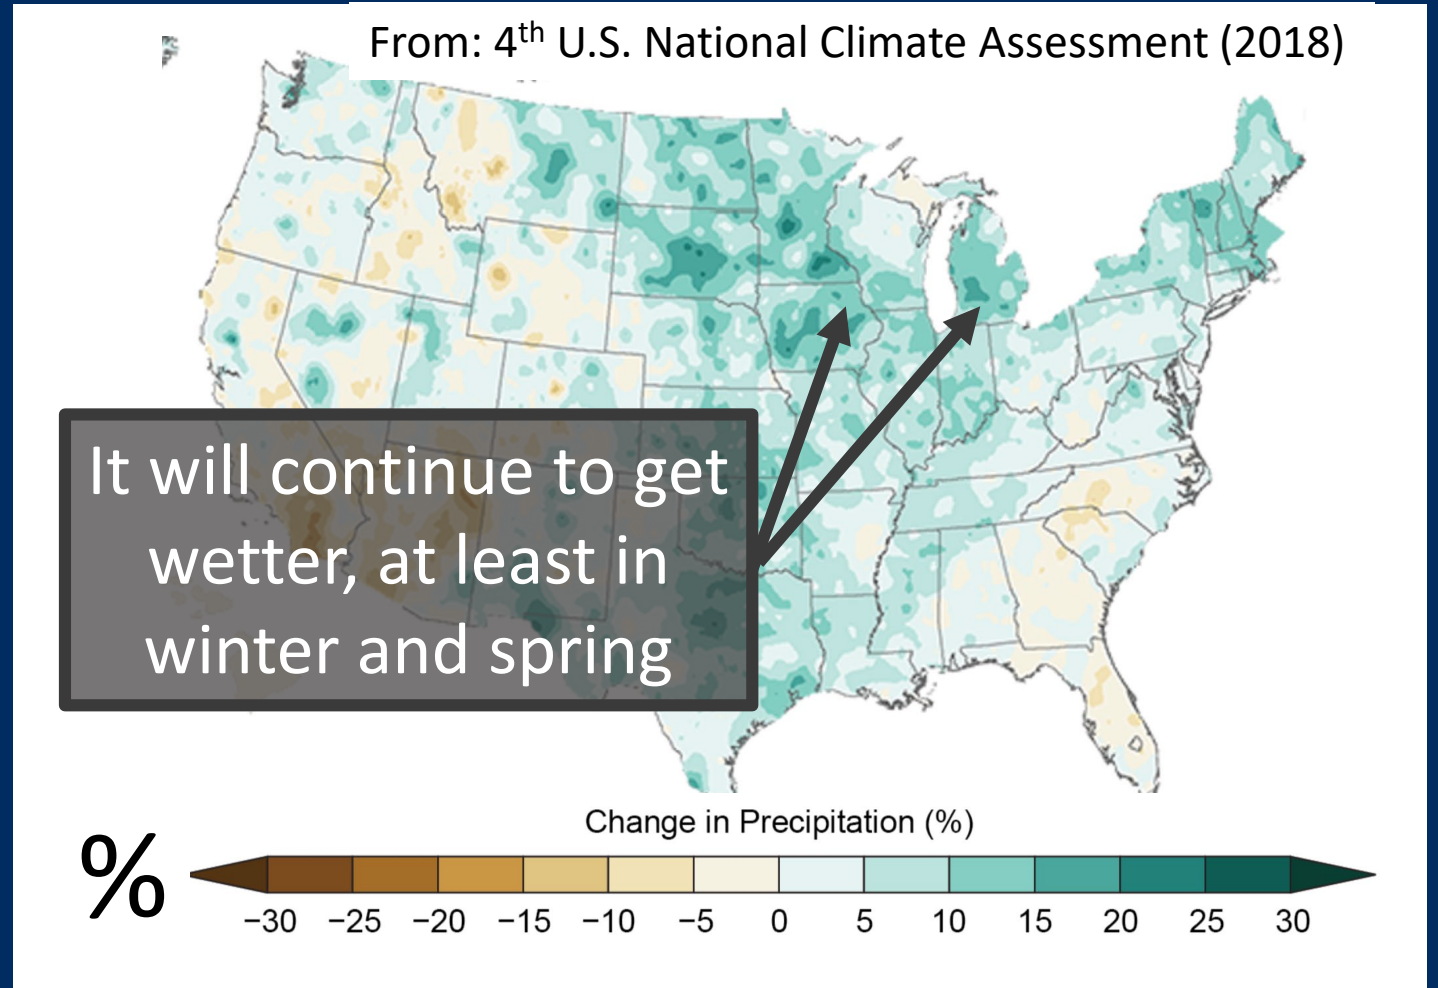 From: 4th U.S. National Climate Assessment (2018)
It will continue to get
wetter, at least in
winter and spring
Change in Precipitation (%)
%
−30 −25 −20 −15 −10 −5 0 5 10 15 20 25 30